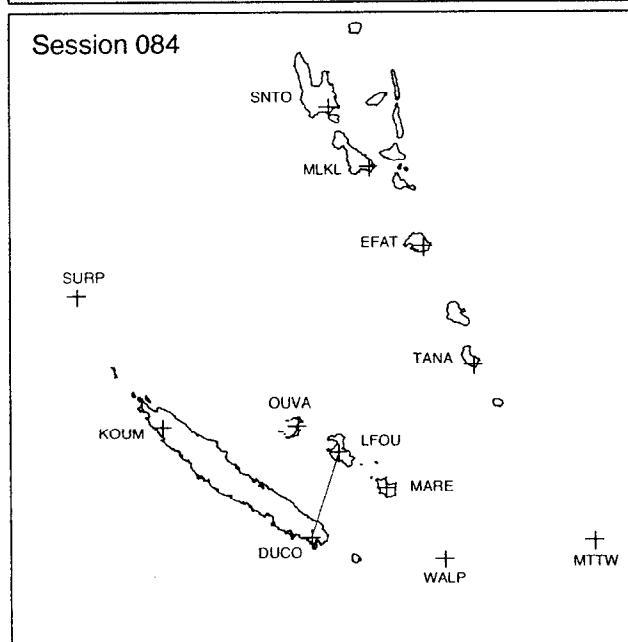 Session 084
SNTO
MLKL
EFAT
SURP
TANA
OUVA
KOUM
LFOU
MARE
DUCO
WALP
MTTW